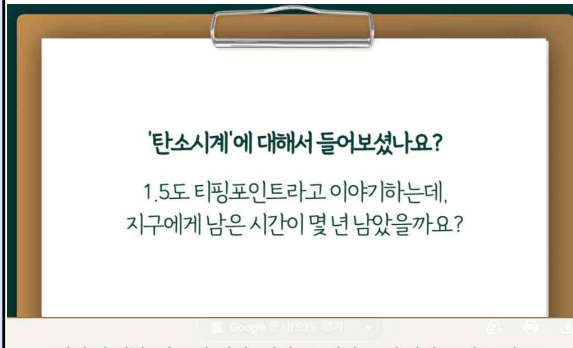 '탄소시계'에 대해서 들어보셨나요?
1.5도 티핑포인트라고 이야기하는데,
지구에게 남은 시간이 몇 년 남았을까요?
Google